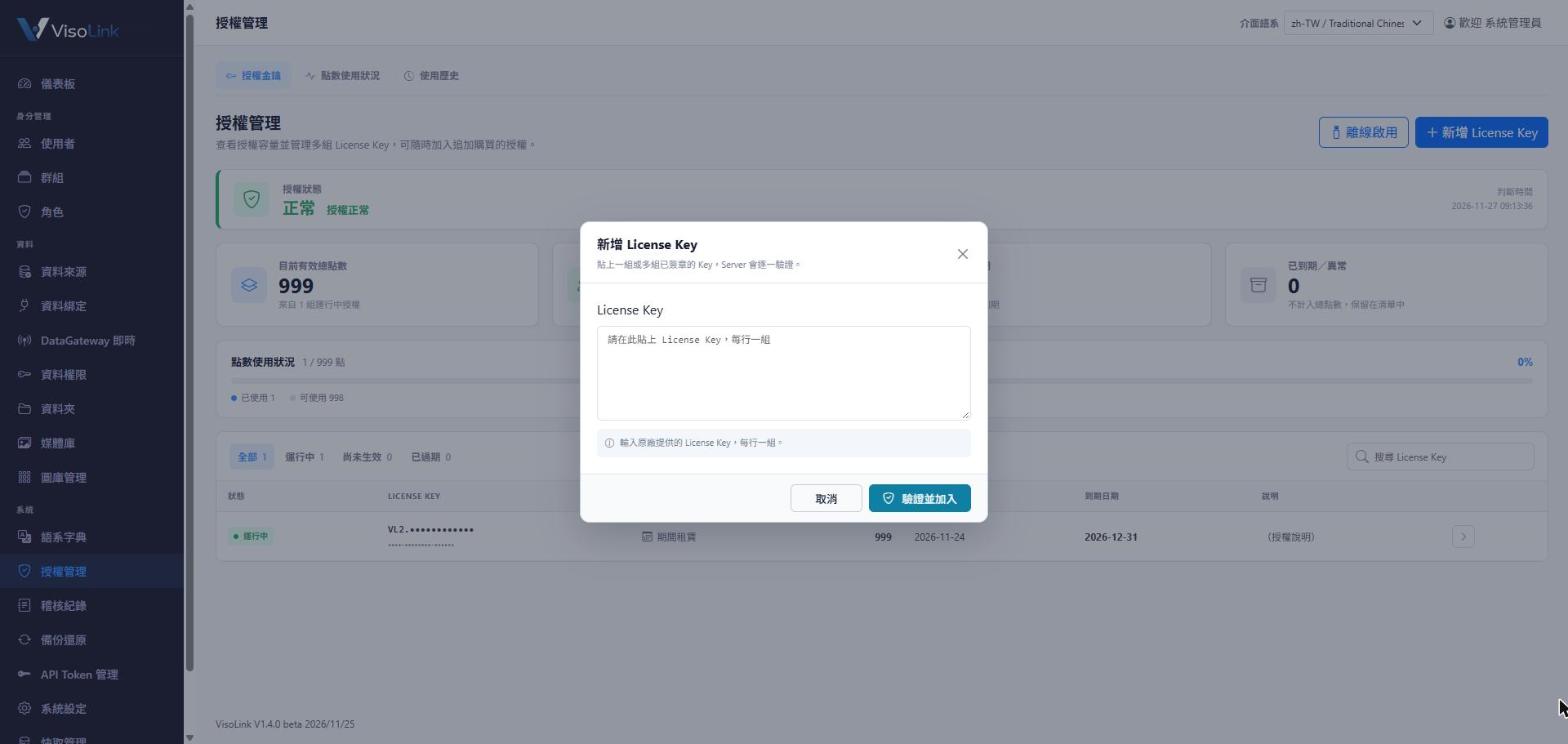 VisoLink
儀表板
身分管理
使用者
群組
角色
資料
資料來源
資料綁定
DataGateway 即時
資料權限
資料夾
媒體庫
圖庫管理
系統
語系字典
授權管理
稽核紀錄
備份還原
API Token 管理
系統設定
快取管理
授權管理
介面語系
zh-TW / Traditional Chines
歡迎 系統管理員
授權金鑰
點數使用狀況
使用歷史
授權管理
查看授權容量並管理多組 License Key，可隨時加入追加購買的授權。
離線啟用
新增 License Key
授權狀態
正常 授權正常
判斷時間
2026-11-27 09:13:36
目前有效總點數
999
來自 1 組運行中授權
已到期／異常
0
不計入總點數，保留在清單中
點數使用狀況 1 / 999 點
0%
已使用 1
可使用 998
全部 1
運行中 1
尚未生效 0
已過期 0
搜尋 License Key
狀態
LICENSE KEY
到期日期
說明
運行中
VL2.••••••••••••
期間租賃
999
2026-11-24
2026-12-31
(授權說明)
新增 License Key
貼上一組或多組已簽章的 Key，Server 會逐一驗證。
License Key
請在此貼上 License Key，每行一組
輸入原廠提供的 License Key，每行一組。
取消
驗證並加入
VisoLink V1.4.0 beta 2026/11/25